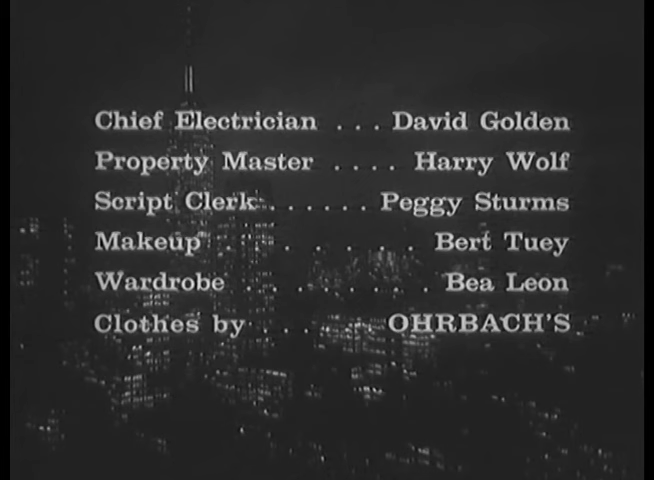 Chief Electrician . . . David Golden
Property Master . . . . Harry Wolf
Script Clerk . . . . . . Peggy Sturms
Makeup . . . . . . . Bert Tuey
Wardrobe . . . . . . . Bea Leon
Clothes by . . . . . OHRBACH'S